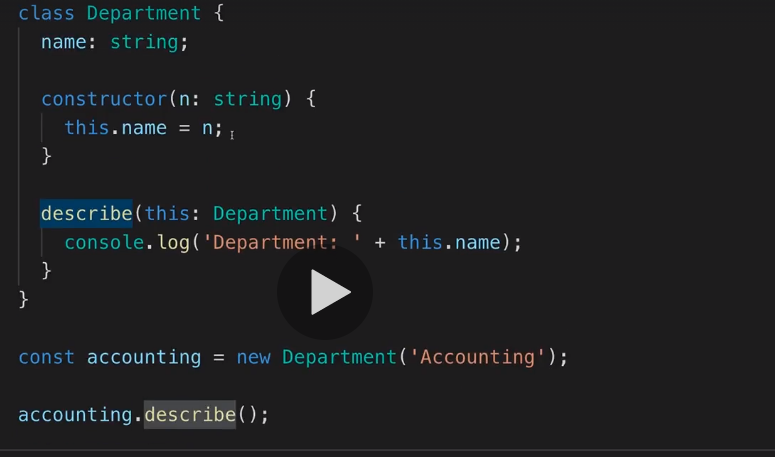 class Department {
  name: string;
  constructor(n: string) {
    this.name = n;
  }
  describe(this: Department) {
    console.log('Department: ' + this.name);
  }
}
const accounting = new Department('Accounting');
accounting.describe();